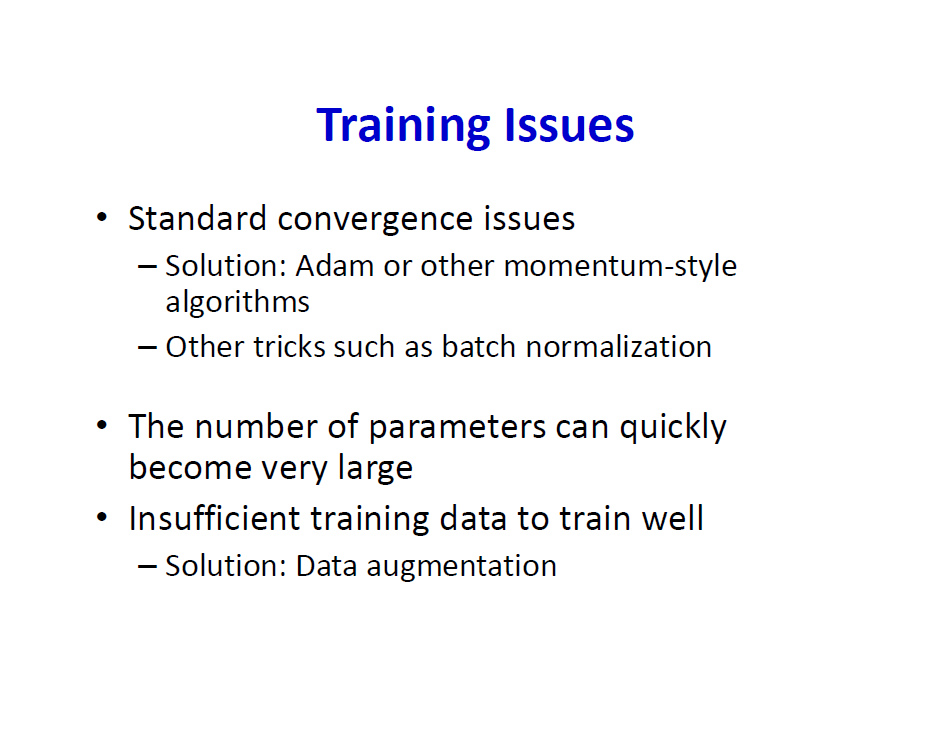 Training Issues
• Standard convergence issues
– Solution: Adam or other momentum-style
algorithms
– Other tricks such as batch normalization
• The number of parameters can quickly
become very large
• Insufficient training data to train well
– Solution: Data augmentation